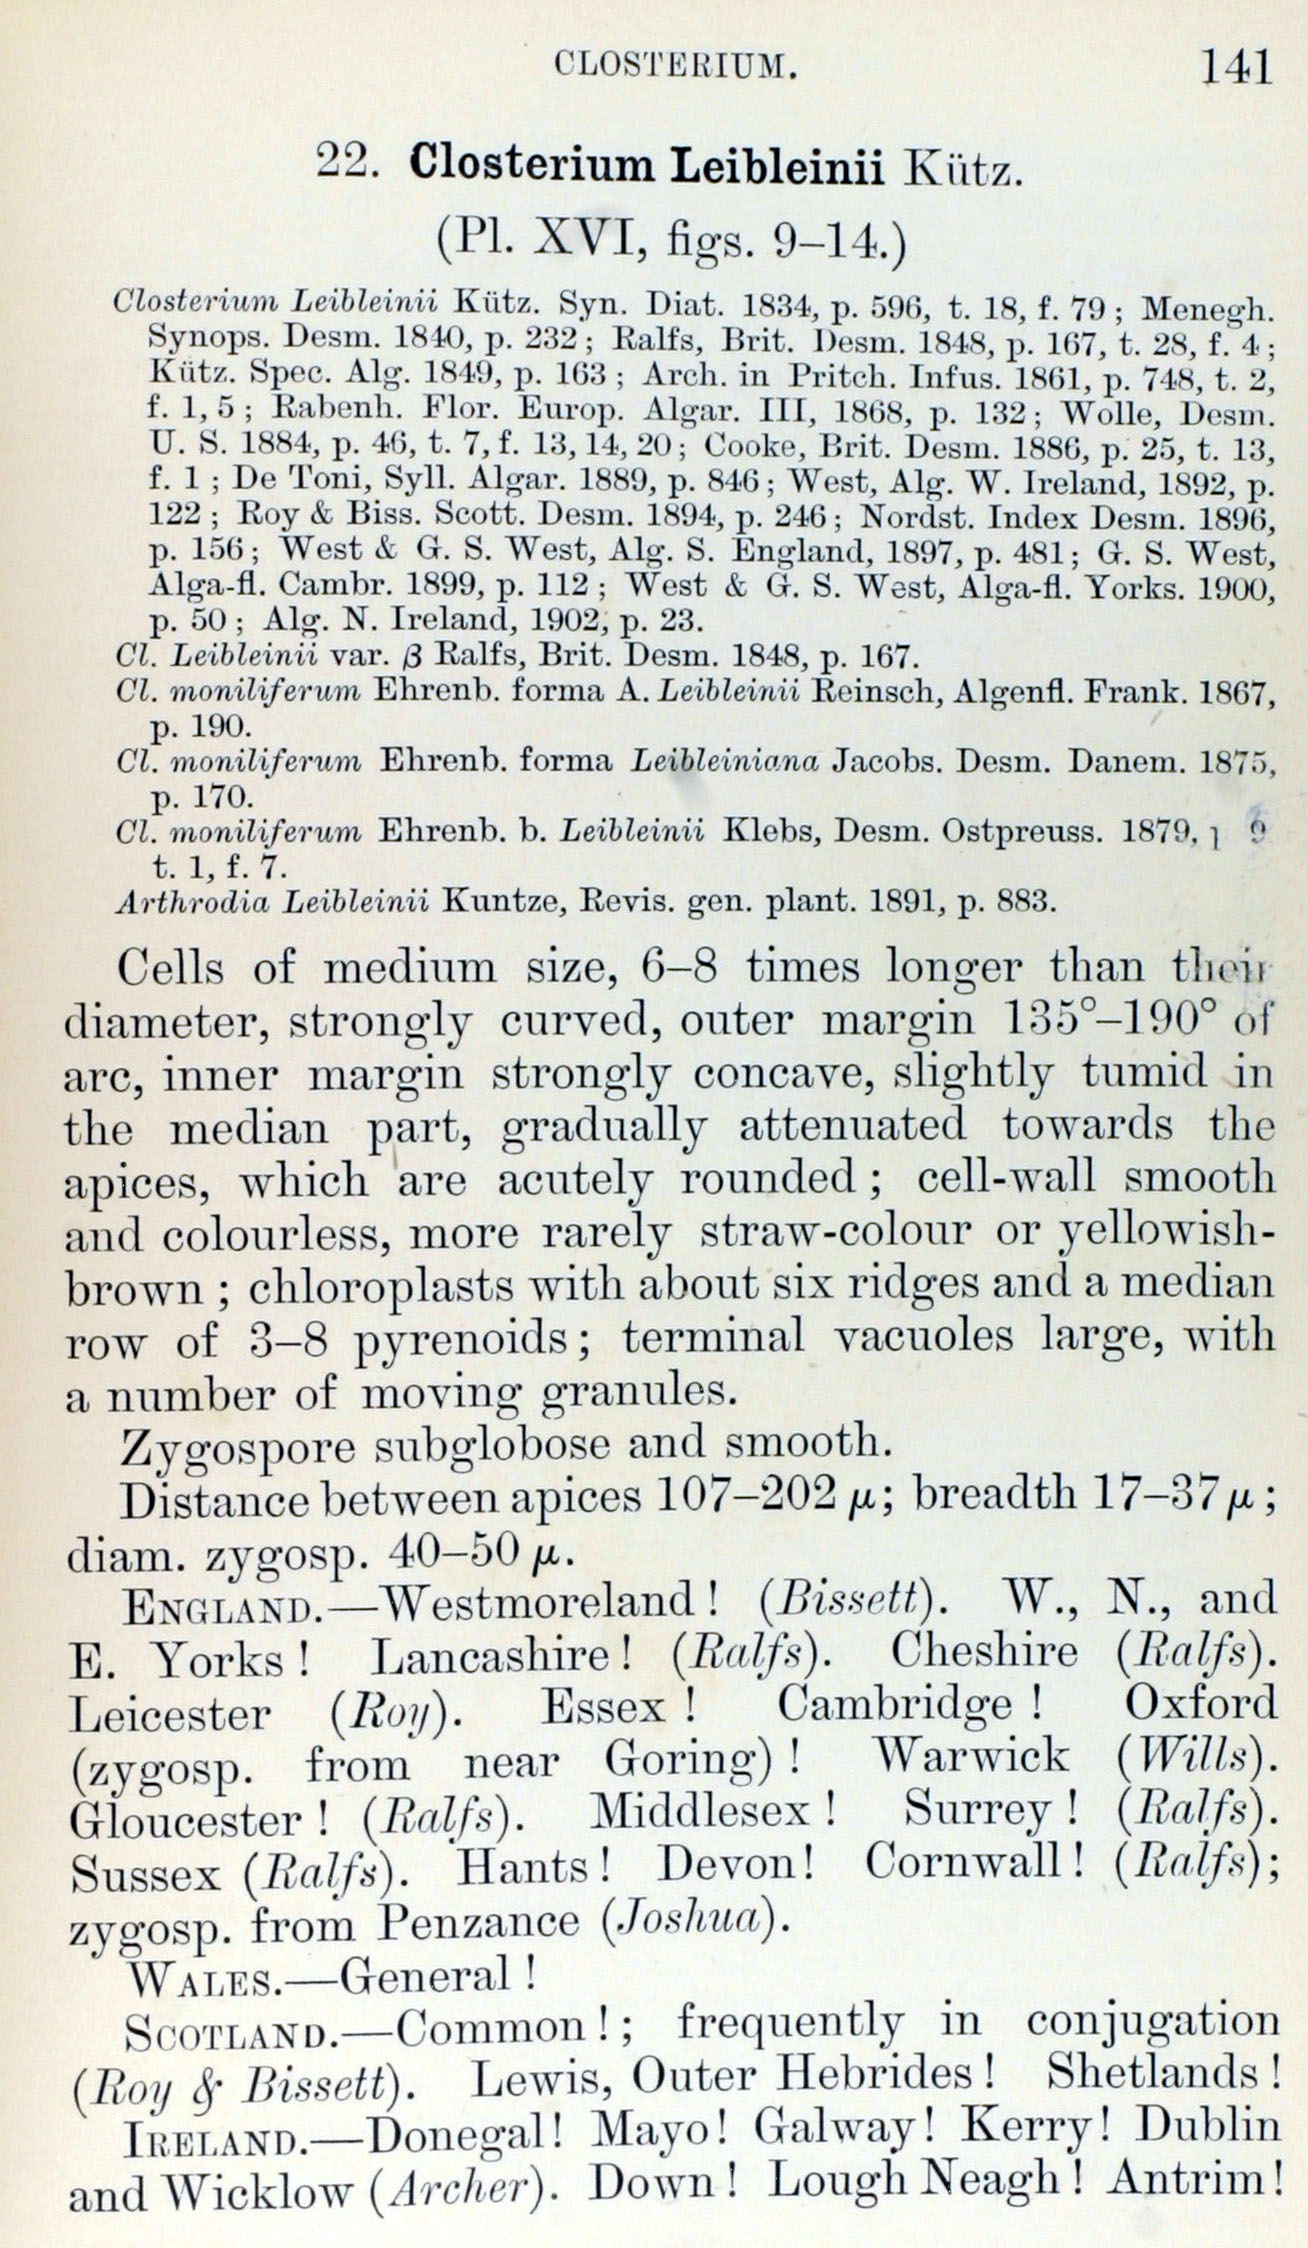 CLOSTERIUM. 141
22. Closterium Leibleinii Kütz.
(Pl. XVI, figs. 9–14.)
Closterium Leibleinii Kütz. Syn. Diat. 1834, p. 596, t. 18, f. 79 ; Menegh.
Synops. Desm. 1840, p. 232 ; Ralfs, Brit. Desm. 1848, p. 167, t. 28, f. 4 ;
Kütz. Spec. Alg. 1849, p. 163 ; Arch. in Pritch. Infus. 1861, p. 748, t. 2,
f. 1, 5 ; Rabenh. Flor. Europ. Algar. III, 1868, p. 132 ; Wolle, Desm.
U. S. 1884, p. 46, t. 7, f. 13, 14, 20 ; Cooke, Brit. Desm. 1886, p. 25, t. 13,
f. 1 ; De Toni, Syll. Algar. 1889, p. 846 ; West, Alg. W. Ireland, 1892, p.
122 ; Roy & Biss. Scott. Desm. 1894, p. 246 ; Nordst. Index Desm. 1896,
p. 156 ; West & G. S. West, Alg. S. England, 1897, p. 481 ; G. S. West,
Alga-fl. Cambr. 1899, p. 112 ; West & G. S. West, Alga-fl. Yorks. 1900,
p. 50 ; Alg. N. Ireland, 1902, p. 23.
Cl. Leibleinii var. β Ralfs, Brit. Desm. 1848, p. 167.
Cl. moniliferum Ehrenb. forma A. Leibleinii Reinsch, Algenfl. Frank. 1867,
p. 190.
Cl. moniliferum Ehrenb. forma Leibleiniana Jacobs. Desm. Danem. 1875,
p. 170.
Cl. moniliferum Ehrenb. b. Leibleinii Klebs, Desm. Ostpreuss. 1879,
t. 1, f. 7.
Arthrodia Leibleinii Kuntze, Revis. gen. plant. 1891, p. 883.
Cells of medium size, 6–8 times longer than their
diameter, strongly curved, outer margin 135°–190° of
arc, inner margin strongly concave, slightly tumid in
the median part, gradually attenuated towards the
apices, which are acutely rounded ; cell-wall smooth
and colourless, more rarely straw-colour or yellowish-
brown ; chloroplasts with about six ridges and a median
row of 3–8 pyrenoids ; terminal vacuoles large, with
a number of moving granules.
Zygospore subglobose and smooth.
Distance between apices 107–202 μ ; breadth 17–37 μ ;
diam. zygosp. 40–50 μ.
ENGLAND.—Westmoreland ! (Bissett). W., N., and
E. Yorks ! Lancashire ! (Ralfs). Cheshire (Ralfs).
Leicester (Roy). Essex ! Cambridge ! Oxford
(zygosp. from near Goring) ! Warwick (Wills).
Gloucester ! (Ralfs). Middlesex ! Surrey ! (Ralfs).
Sussex (Ralfs). Hants ! Devon ! Cornwall ! (Ralfs) ;
zygosp. from Penzance (Joshua).
WALES.—General !
SCOTLAND.—Common ! ; frequently in conjugation
(Roy & Bissett). Lewis, Outer Hebrides ! Shetlands !
IRELAND.—Donegal ! Mayo ! Galway ! Kerry ! Dublin
and Wicklow (Archer). Down ! Lough Neagh ! Antrim !